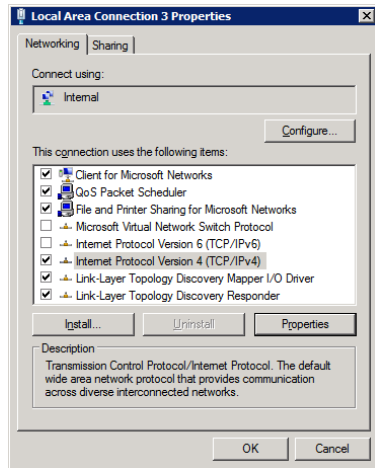 Local Area Connection 3 Properties
Networking
Sharing
Connect using:
Internal
Configure...
This connection uses the following items:
Client for Microsoft Networks
QoS Packet Scheduler
File and Printer Sharing for Microsoft Networks
Microsoft Virtual Network Switch Protocol
Internet Protocol Version 6 (TCP/IPv6)
Internet Protocol Version 4 (TCP/IPv4)
Link-Layer Topology Discovery Mapper I/O Driver
Link-Layer Topology Discovery Responder
Install...
Uninstall
Properties
Description
Transmission Control Protocol/Internet Protocol. The default
wide area network protocol that provides communication
across diverse interconnected networks.
OK
Cancel